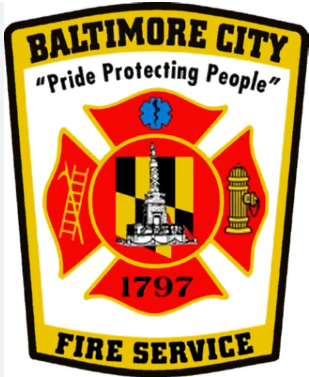 BALTIMORE CITY
"Pride Protecting People"
1797
FIRE SERVICE